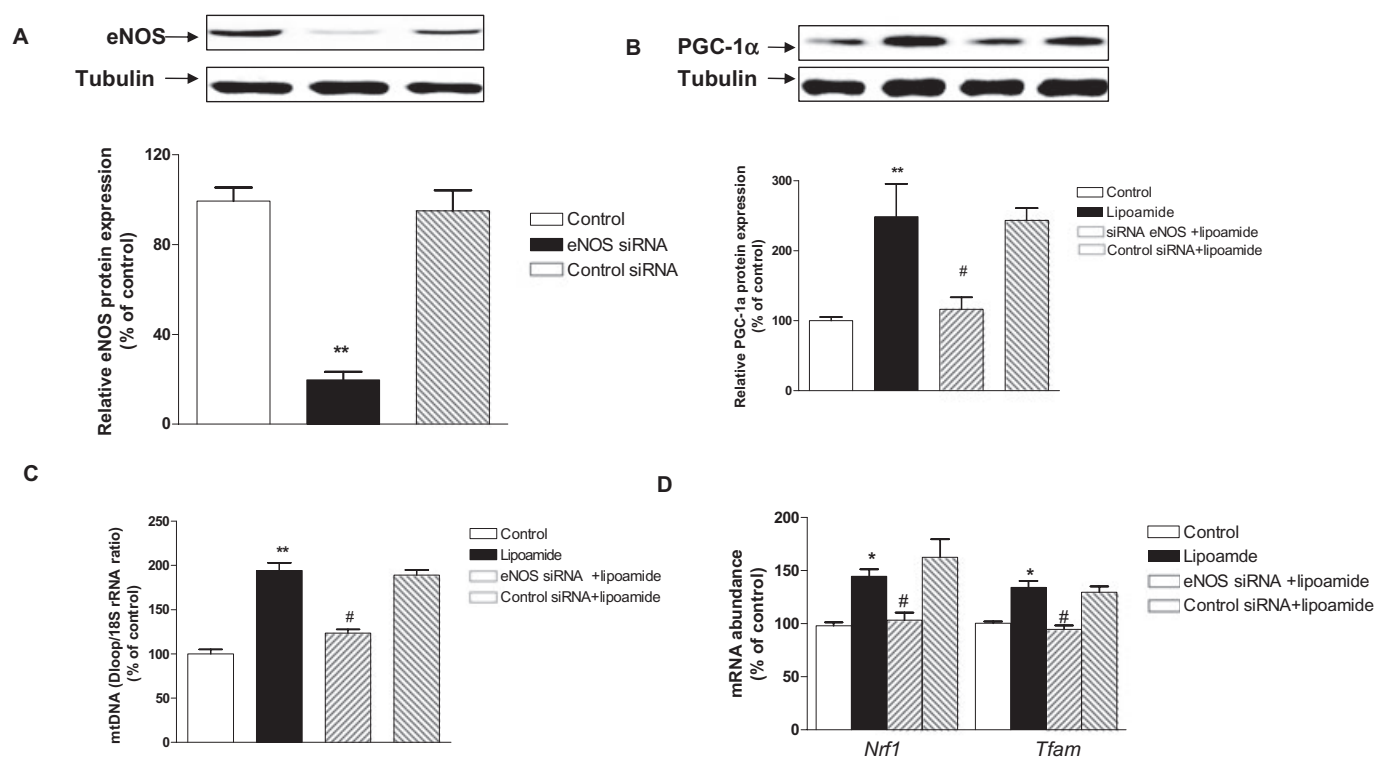 A
eNOS
Tubulin
Relative eNOS protein expression
(% of control)
120
80
40
0
**
Control
eNOS siRNA
Control siRNA
B
PGC-1α
Tubulin
Relative PGC-1a protein expression
(% of control)
300
200
100
0
**
#
Control
Lipoamide
siRNA eNOS +lipoamide
Control siRNA+lipoamide
C
mtDNA (Dloop/18S rRNA ratio)
(% of control)
250
200
150
100
50
0
**
#
Control
Lipoamide
eNOS siRNA +lipoamide
Control siRNA+lipoamide
D
mRNA abundance
(% of control)
200
150
100
50
0
*
#
*
#
Nrf1
Tfam
Control
Lipoamde
eNOS siRNA +lipoamide
Control siRNA+lipoamide